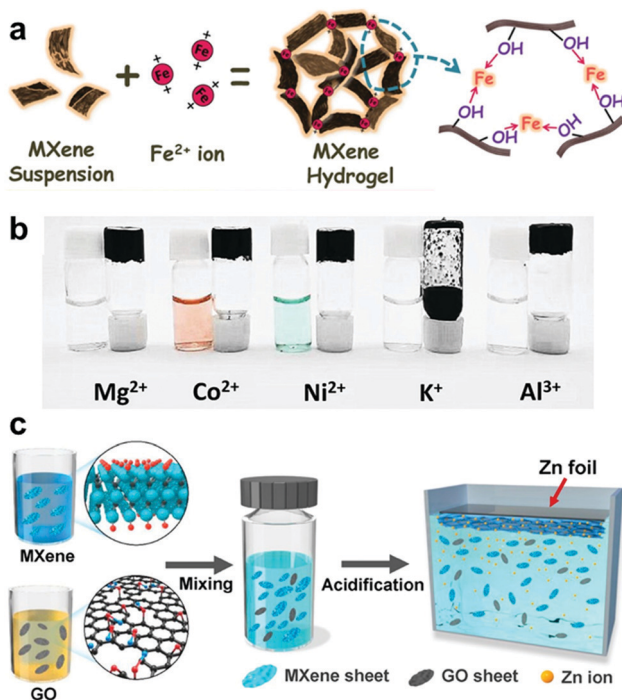 a
+
Fe
Fe
Fe
=
MXene
Suspension
Fe²⁺ ion
MXene
Hydrogel
OH
OH
Fe
Fe
OH
OH
OH
Fe
OH
b
Mg²⁺ Co²⁺ Ni²⁺ K⁺ Al³⁺
c
MXene
GO
Mixing
Acidification
Zn foil
MXene sheet GO sheet Zn ion